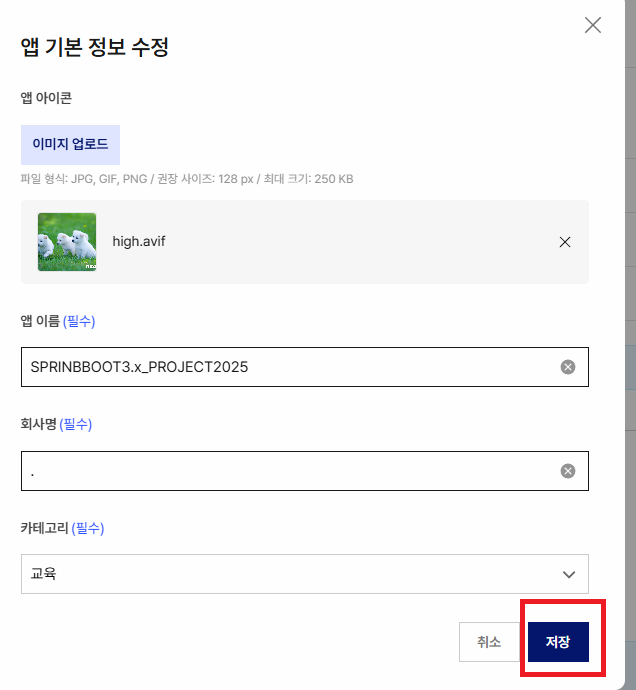 앱 기본 정보 수정
앱 아이콘
이미지 업로드
파일 형식: JPG, GIF, PNG / 권장 사이즈: 128 px / 최대 크기: 250 KB
high.avif
앱 이름 (필수)
SPRINBBOOT3.x_PROJECT2025
회사명 (필수)
.
카테고리 (필수)
교육
취소
저장